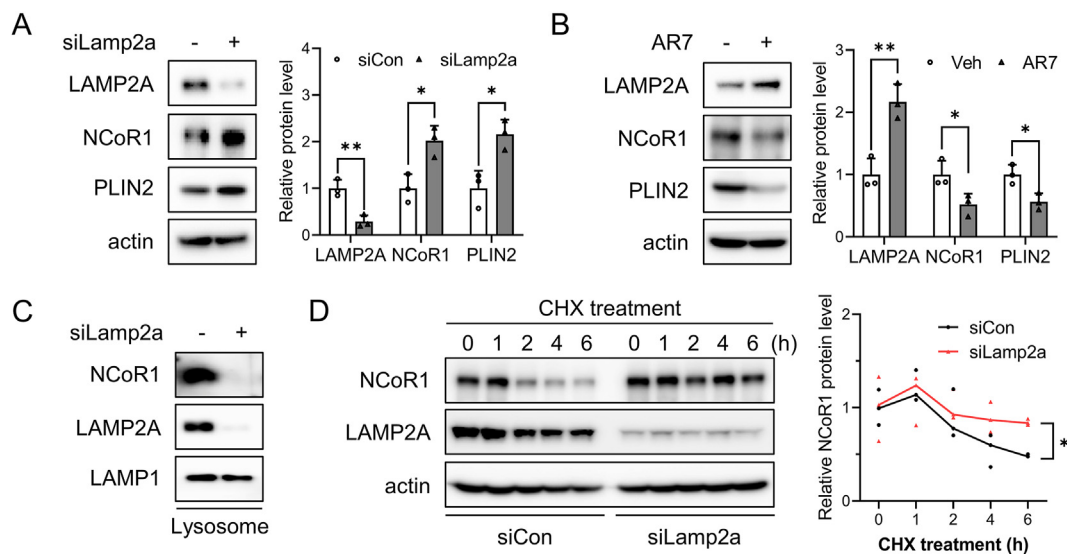 A
siLamp2a - +
LAMP2A
NCoR1
PLIN2
actin
Relative protein level
4
3
2
1
0
siCon siLamp2a
** * *
LAMP2A NCoR1 PLIN2
B
AR7 - +
LAMP2A
NCoR1
PLIN2
actin
Relative protein level
3
2
1
0
Veh AR7
** * *
LAMP2A NCoR1 PLIN2
C
siLamp2a - +
NCoR1
LAMP2A
LAMP1
Lysosome
D
CHX treatment
0 1 2 4 6 0 1 2 4 6 (h)
NCoR1
LAMP2A
actin
siCon siLamp2a
Relative NCoR1 protein level
2
1
0
siCon
siLamp2a
*
0 1 2 4 6
CHX treatment (h)